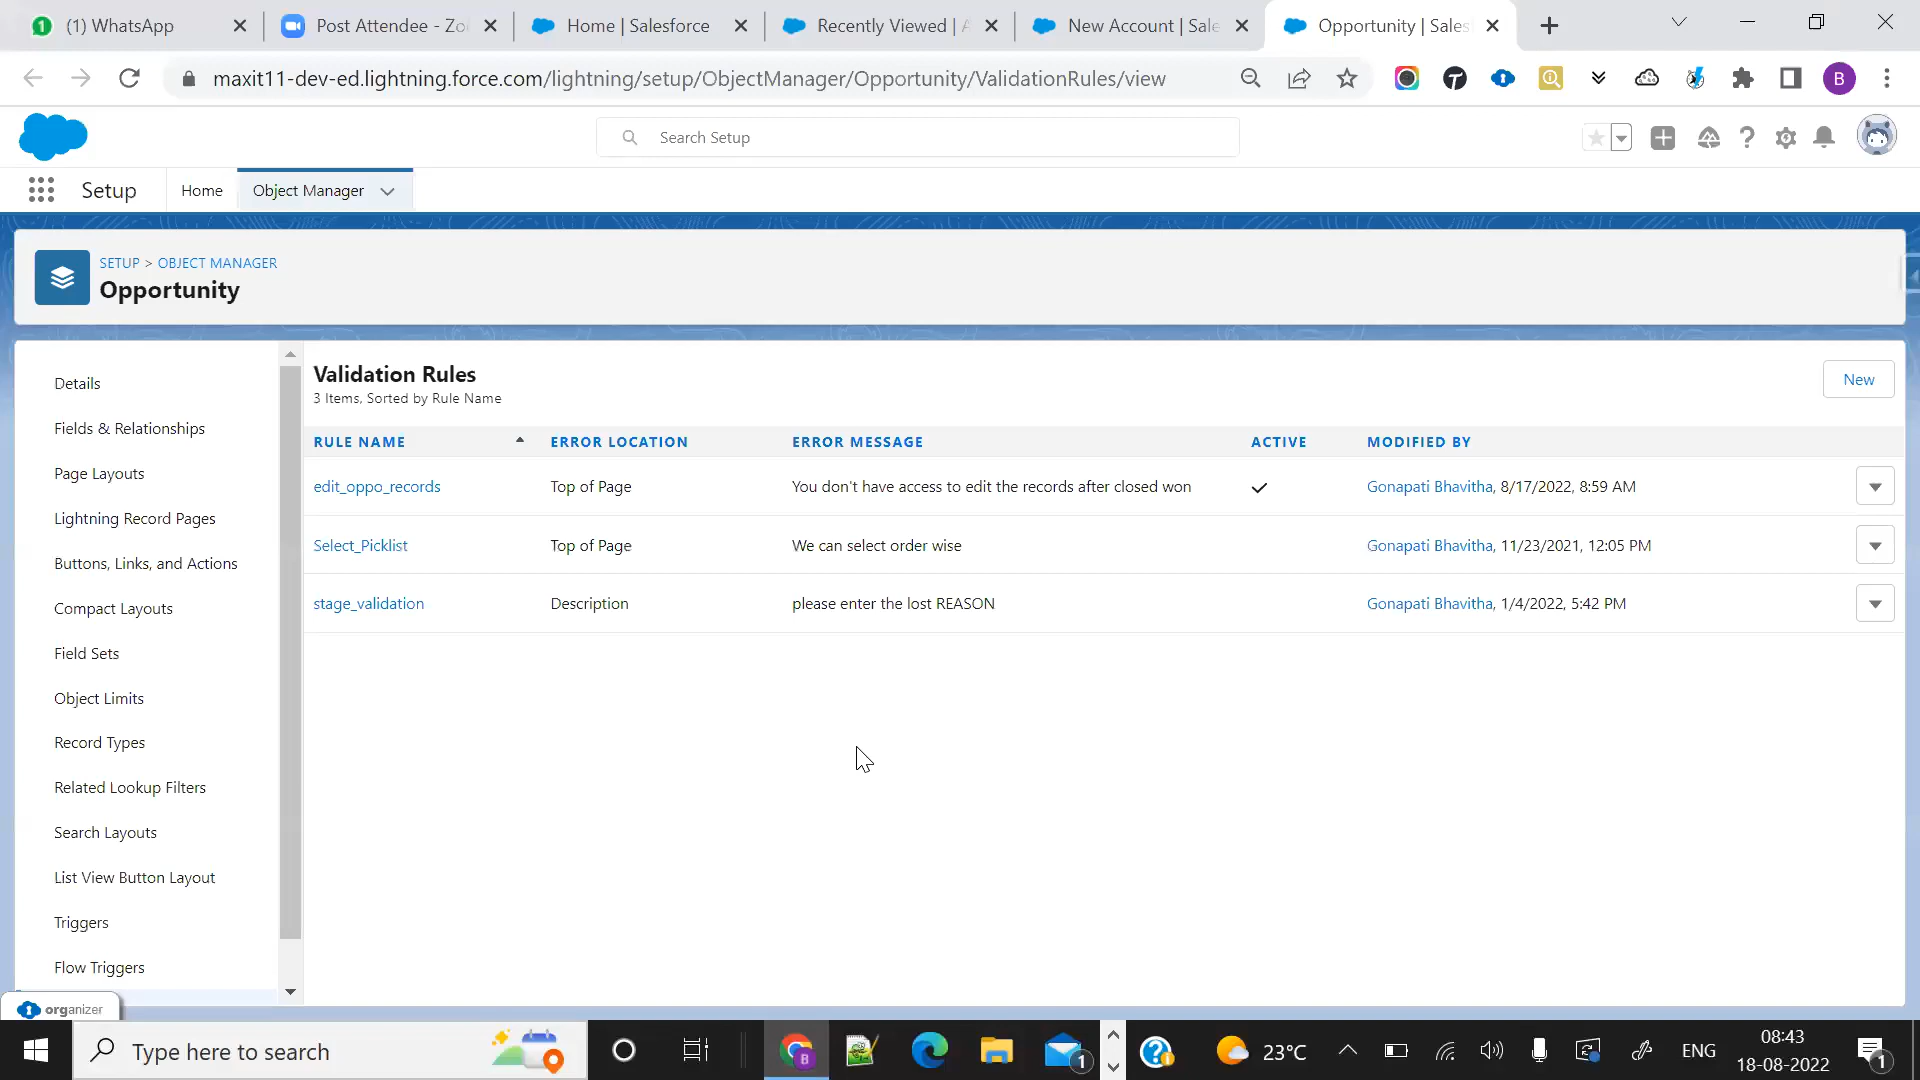 (1) WhatsApp
Post Attendee - Zo
Home | Salesforce
Recently Viewed | A
New Account | Sale
Opportunity | Sales
maxit11-dev-ed.lightning.force.com/lightning/setup/ObjectManager/Opportunity/ValidationRules/view
B
Search Setup
Setup
Home
Object Manager
SETUP > OBJECT MANAGER
Opportunity
Details
Fields & Relationships
Page Layouts
Lightning Record Pages
Buttons, Links, and Actions
Compact Layouts
Field Sets
Object Limits
Record Types
Related Lookup Filters
Search Layouts
List View Button Layout
Triggers
Flow Triggers
Validation Rules
3 Items, Sorted by Rule Name
New
RULE NAME ERROR LOCATION ERROR MESSAGE ACTIVE MODIFIED BY
edit_oppo_records Top of Page You don't have access to edit the records after closed won Gonapati Bhavitha, 8/17/2022, 8:59 AM
Select_Picklist Top of Page We can select order wise Gonapati Bhavitha, 11/23/2021, 12:05 PM
stage_validation Description please enter the lost REASON Gonapati Bhavitha, 1/4/2022, 5:42 PM
organizer
Type here to search
B
1
23°C
ENG
08:43
18-08-2022
1